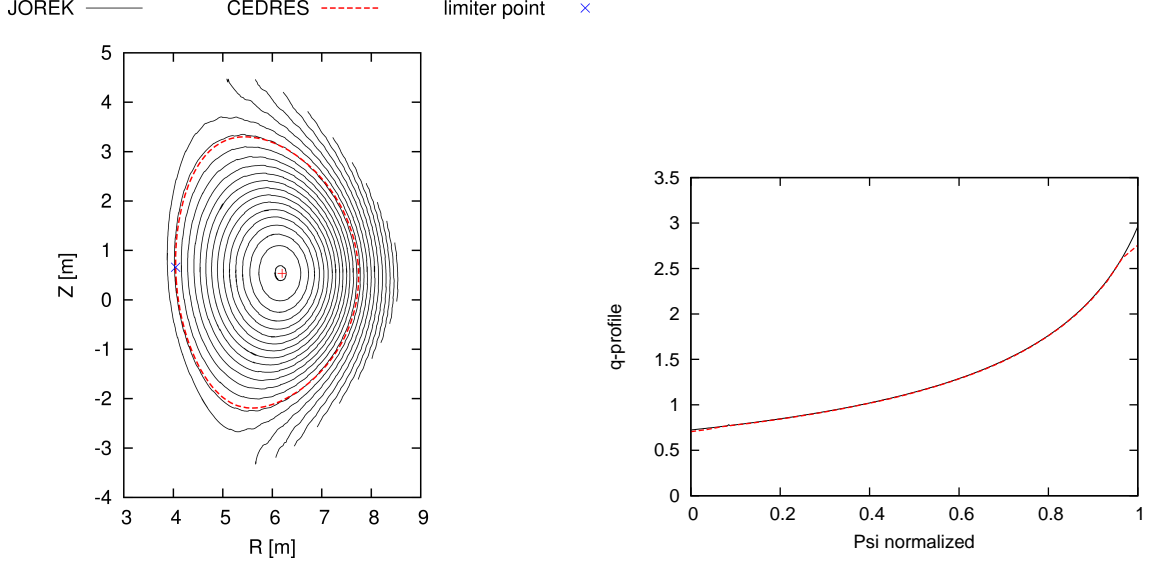 JOREK CEDRES limiter point
5
4
3
2
1
0
-1
-2
-3
-4
Z [m]
3 4 5 6 7 8 9
R [m]
3.5
3
2.5
2
1.5
1
0.5
0
q-profile
0 0.2 0.4 0.6 0.8 1
Psi normalized